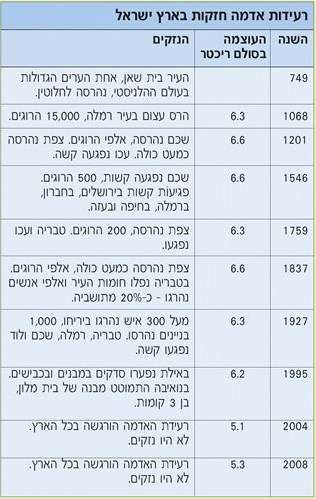 רעידות אדמה חזקות בארץ ישראל
השנה
העוצמה
בסולם ריכטר
הנזקים
749
העיר בית שאן, אחת הערים הגדולות
בעולם ההלניסטי, נהרסה לחלוטין.
1068
6.3
הרס עצום בעיר רמלה, 15,000 הרוגים.
1201
6.6
שכם נהרסה, אלפי הרוגים. צפת נהרסה
כמעט כולה. עכו נפגעה קשה.
1546
6.6
שכם נפגעה קשות, 500 הרוגים.
פגיעות קשות בירושלים, בחברון,
ברמלה, בחיפה ובעזה.
1759
6.3
צפת נהרסה, 200 הרוגים. טבריה ועכו
נפגעו.
1837
6.6
צפת נהרסה כמעט כולה, אלפי הרוגים.
בטבריה נפלו חומות העיר ואלפי אנשים
נהרגו - כ-20% מתושביה.
1927
6.3
מעל 300 איש נהרגו ביריחו, 1,000
בניינים נהרסו. טבריה, רמלה, שכם ולוד
נפגעו קשה.
1995
6.2
באילת נפערו סדקים במבנים ובכבישים.
בנואיבה התמוטט מבנה של בית מלון,
בן 3 קומות.
2004
5.1
רעידת האדמה הורגשה בכל הארץ.
לא היו נזקים.
2008
5.3
רעידת האדמה הורגשה בכל הארץ.
לא היו נזקים.